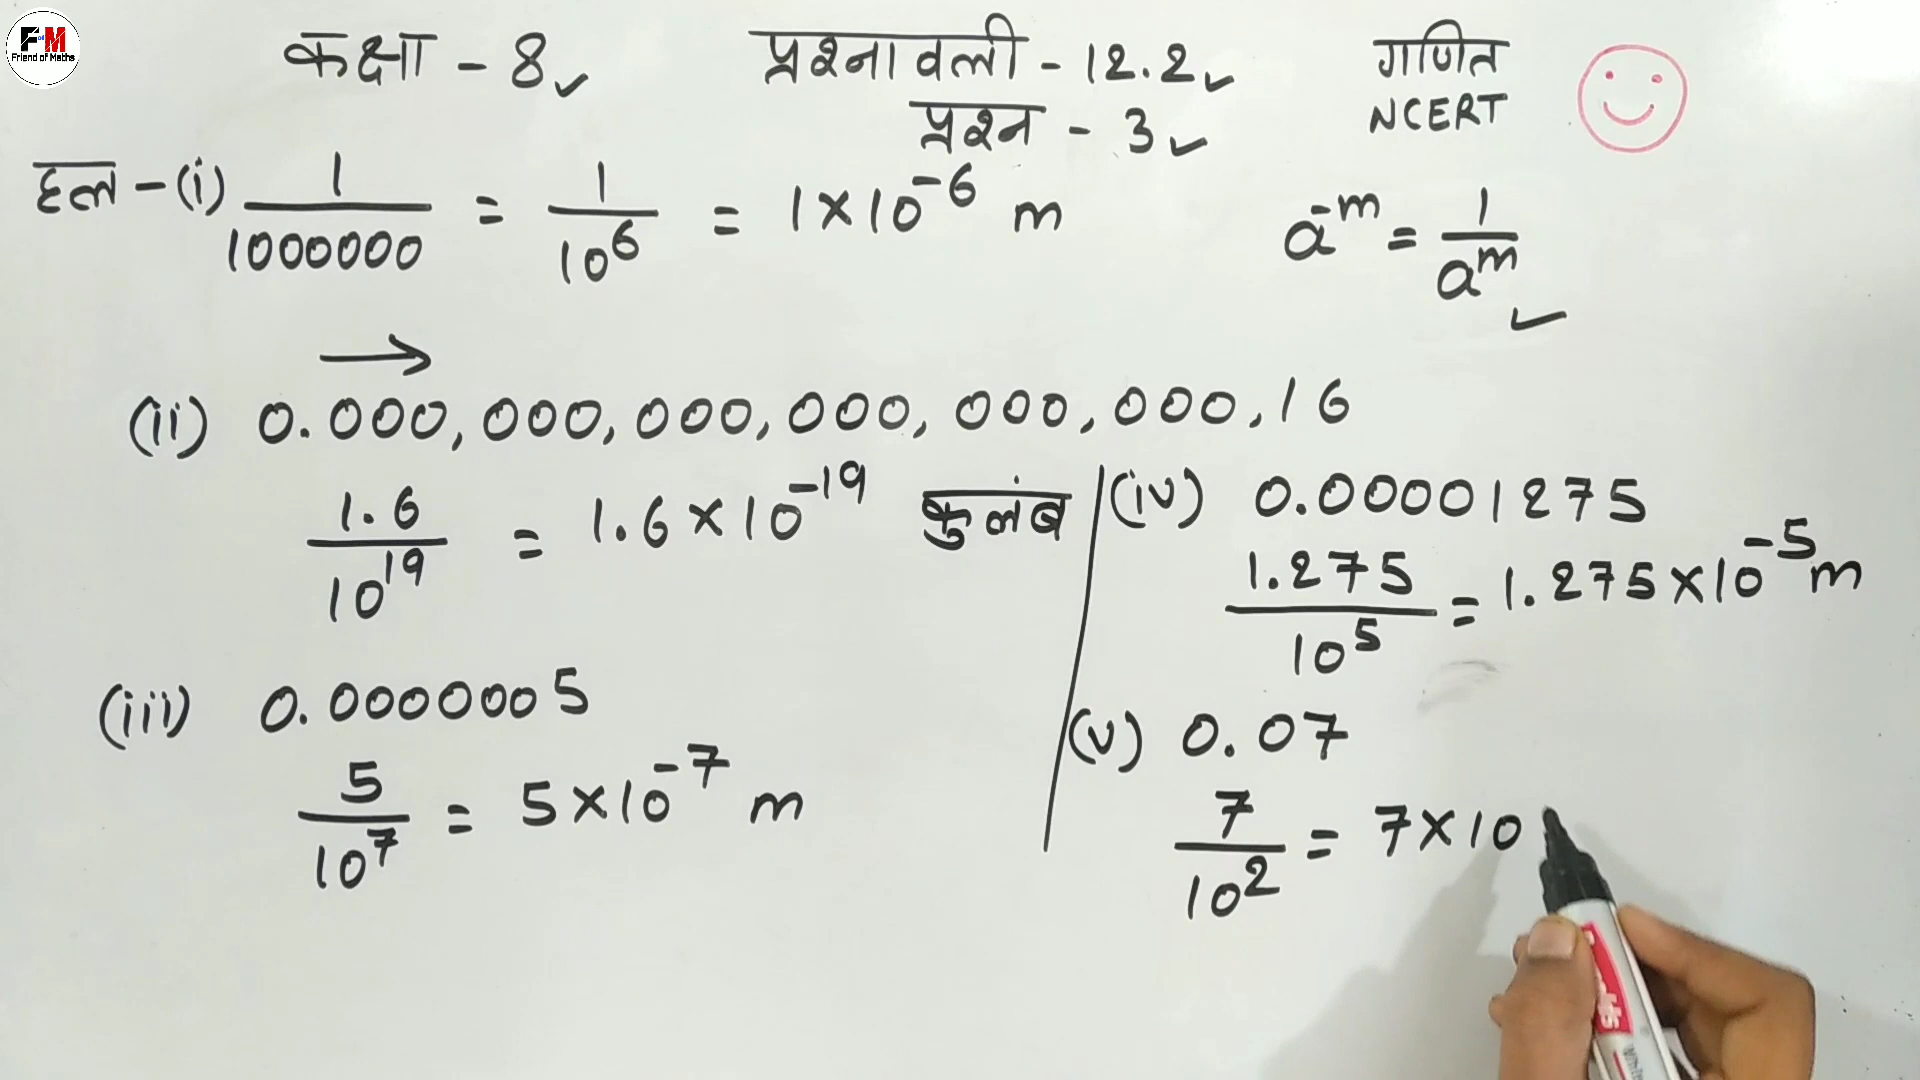 FoM
Friend of Maths
कक्षा - 8 ✓
प्रश्नावली - 12.2 ✓
प्रश्न - 3 ✓
गणित
NCERT
हल - (i) 1/1000000 = 1/10⁶ = 1×10⁻⁶ m
a⁻ᵐ = 1/aᵐ ✓
→
(ii) 0.000,000,000,000,000,000,16
1.6/10¹⁹ = 1.6×10⁻¹⁹ कुलंब
(iii) 0.0000005
5/10⁷ = 5×10⁻⁷ m
(iv) 0.00001275
1.275/10⁵ = 1.275×10⁻⁵ m
(v) 0.07
7/10² = 7×10